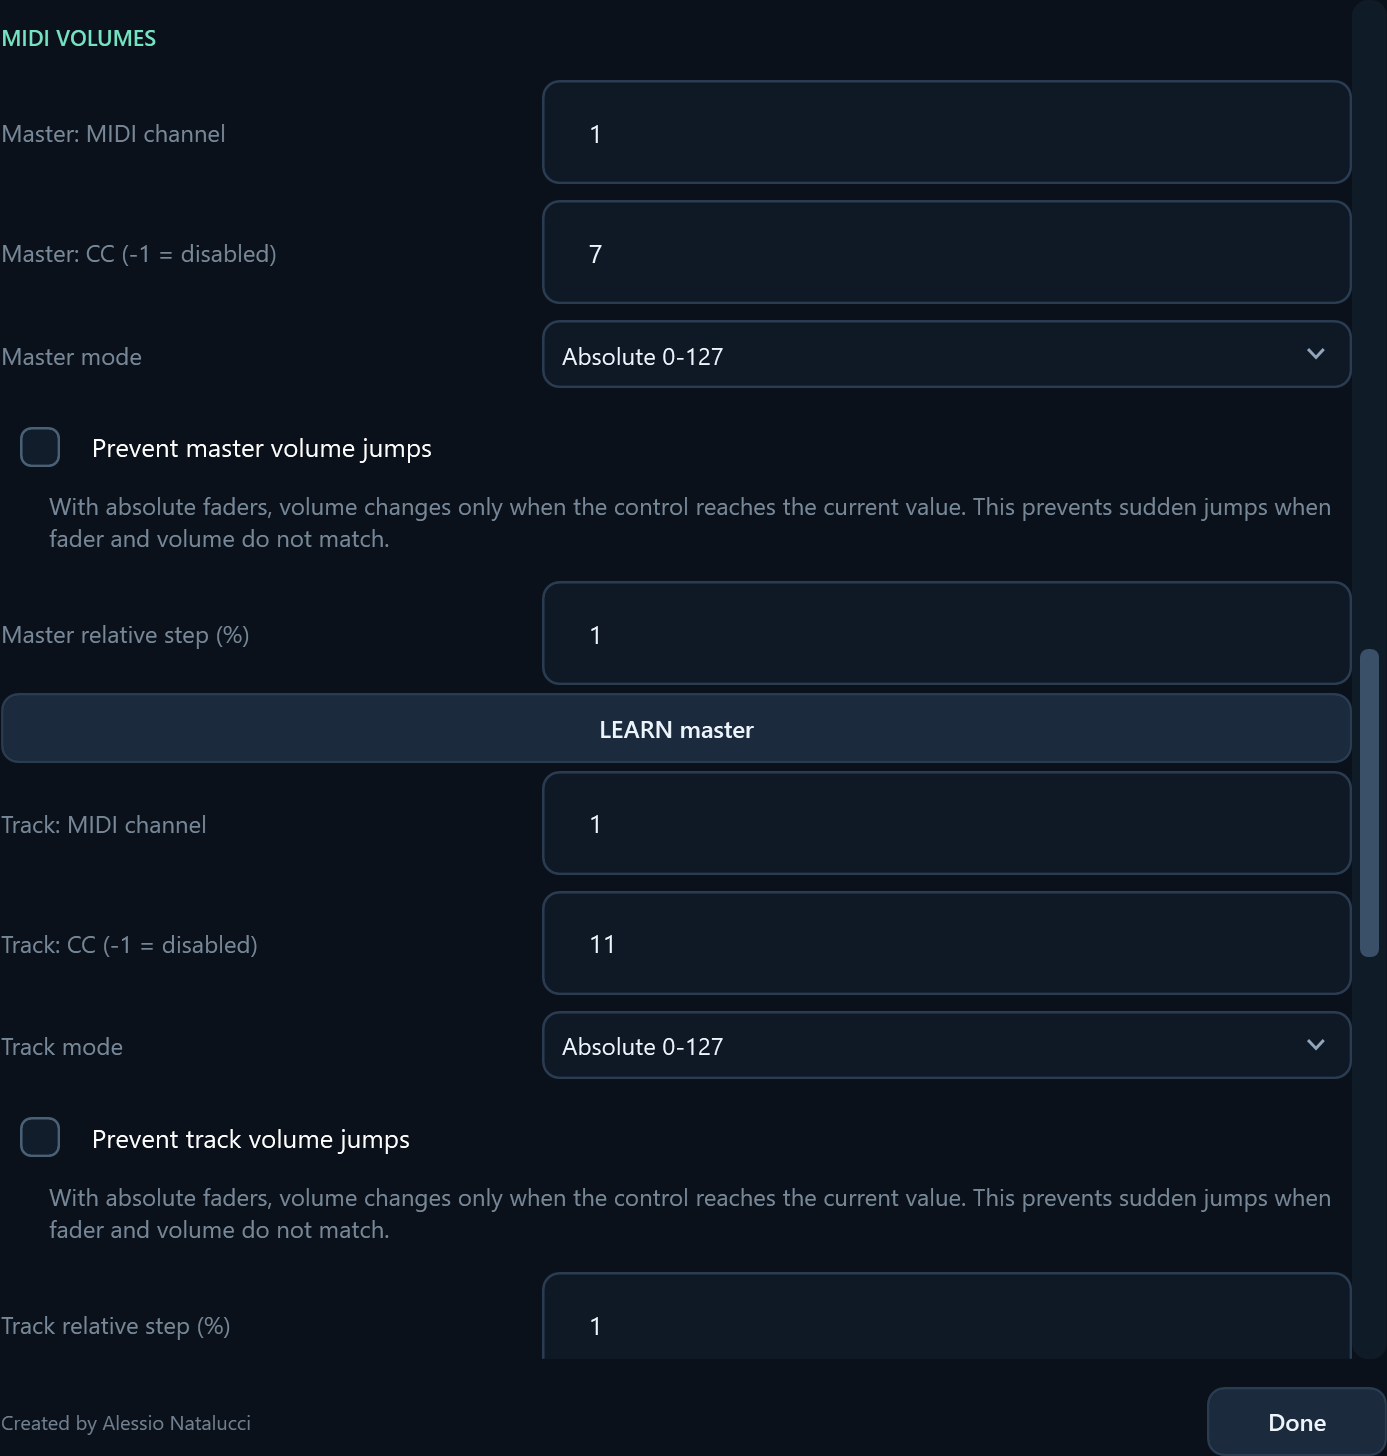 MIDI VOLUMES
Master: MIDI channel
1
Master: CC (-1 = disabled)
7
Master mode
Absolute 0-127
Prevent master volume jumps
With absolute faders, volume changes only when the control reaches the current value. This prevents sudden jumps when
fader and volume do not match.
Master relative step (%)
1
LEARN master
Track: MIDI channel
1
Track: CC (-1 = disabled)
11
Track mode
Absolute 0-127
Prevent track volume jumps
With absolute faders, volume changes only when the control reaches the current value. This prevents sudden jumps when
fader and volume do not match.
Track relative step (%)
1
Created by Alessio Natalucci
Done